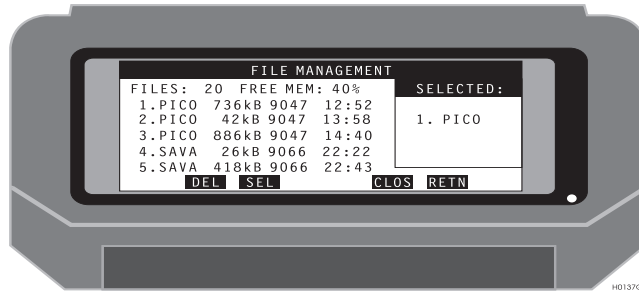 FILE MANAGEMENT
FILES: 20 FREE MEM: 40%
1.PICO 736kB 9047 12:52
2.PICO 42kB 9047 13:58
3.PICO 886kB 9047 14:40
4.SAVA 26kB 9066 22:22
5.SAVA 418kB 9066 22:43
SELECTED:
1. PICO
DEL SEL CLOS RETN